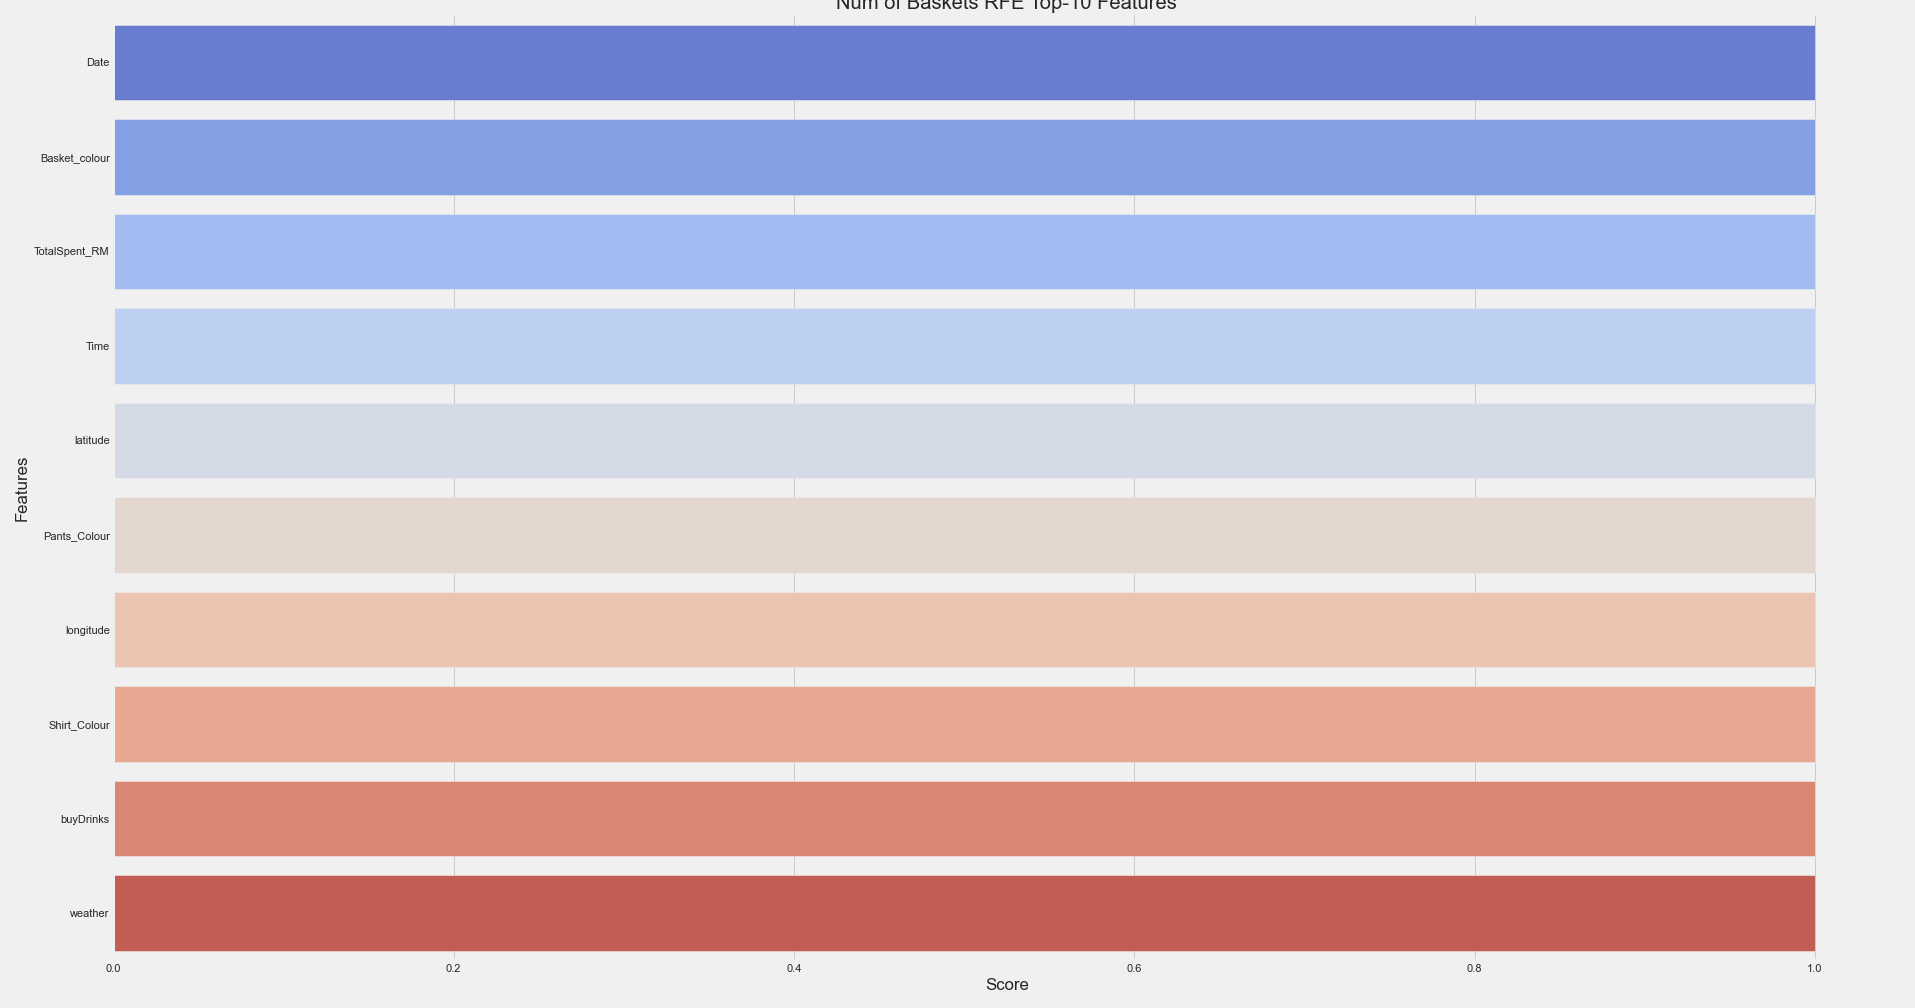 Num of Baskets RFE Top-10 Features
Date
Basket_colour
TotalSpent_RM
Time
latitude
Pants_Colour
longitude
Shirt_Colour
buyDrinks
weather
Features
0.0 0.2 0.4 0.6 0.8 1.0
Score